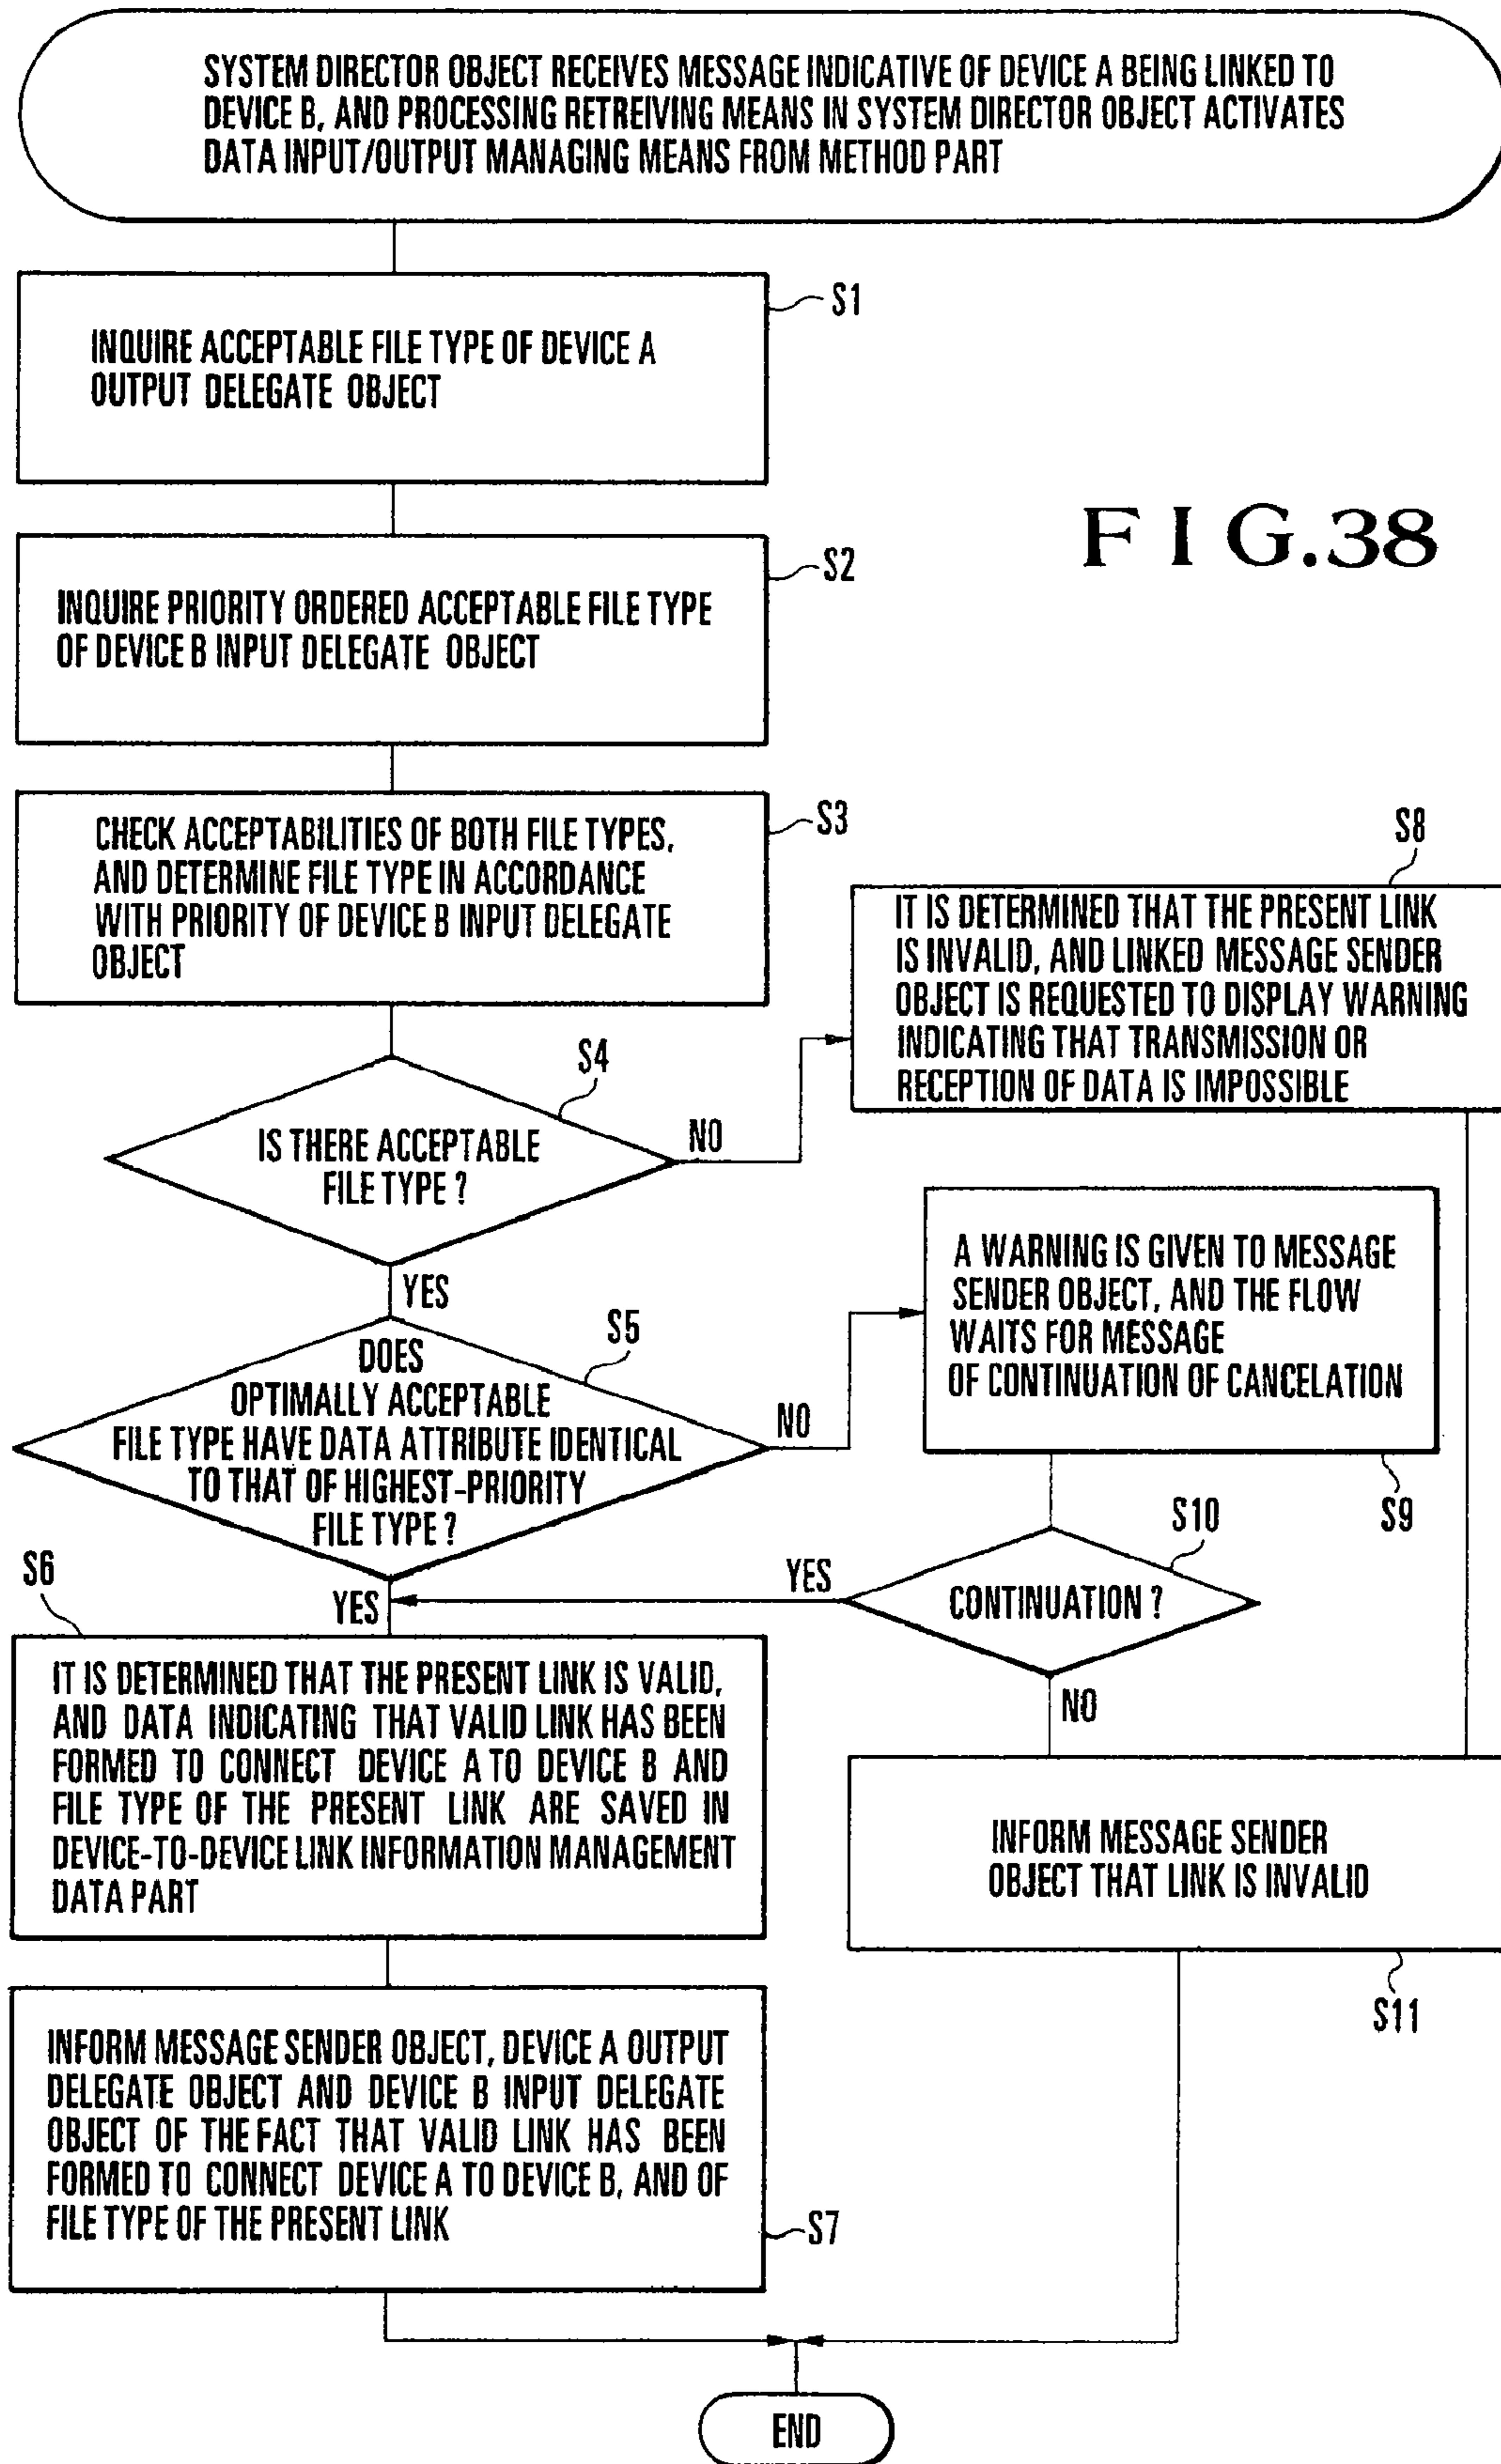 SYSTEM DIRECTOR OBJECT RECEIVES MESSAGE INDICATIVE OF DEVICE A BEING LINKED TO
DEVICE B, AND PROCESSING RETREIVING MEANS IN SYSTEM DIRECTOR OBJECT ACTIVATES
DATA INPUT/OUTPUT MANAGING MEANS FROM METHOD PART
S1
INQUIRE ACCEPTABLE FILE TYPE OF DEVICE A
OUTPUT DELEGATE OBJECT
FIG.38
S2
INQUIRE PRIORITY ORDERED ACCEPTABLE FILE TYPE
OF DEVICE B INPUT DELEGATE OBJECT
S3
CHECK ACCEPTABILITIES OF BOTH FILE TYPES,
AND DETERMINE FILE TYPE IN ACCORDANCE
WITH PRIORITY OF DEVICE B INPUT DELEGATE
OBJECT
S8
IT IS DETERMINED THAT THE PRESENT LINK
IS INVALID, AND LINKED MESSAGE SENDER
OBJECT IS REQUESTED TO DISPLAY WARNING
INDICATING THAT TRANSMISSION OR
RECEPTION OF DATA IS IMPOSSIBLE
S4
IS THERE ACCEPTABLE
FILE TYPE ?
NO
YES
S5
DOES
OPTIMALLY ACCEPTABLE
FILE TYPE HAVE DATA ATTRIBUTE IDENTICAL
TO THAT OF HIGHEST-PRIORITY
FILE TYPE ?
NO
YES
A WARNING IS GIVEN TO MESSAGE
SENDER OBJECT, AND THE FLOW
WAITS FOR MESSAGE
OF CONTINUATION OF CANCELATION
S9
S10
CONTINUATION ?
YES
NO
S6
IT IS DETERMINED THAT THE PRESENT LINK IS VALID,
AND DATA INDICATING THAT VALID LINK HAS BEEN
FORMED TO CONNECT DEVICE A TO DEVICE B AND
FILE TYPE OF THE PRESENT LINK ARE SAVED IN
DEVICE-TO-DEVICE LINK INFORMATION MANAGEMENT
DATA PART
INFORM MESSAGE SENDER
OBJECT THAT LINK IS INVALID
S11
INFORM MESSAGE SENDER OBJECT, DEVICE A OUTPUT
DELEGATE OBJECT AND DEVICE B INPUT DELEGATE
OBJECT OF THE FACT THAT VALID LINK HAS BEEN
FORMED TO CONNECT DEVICE A TO DEVICE B, AND OF
FILE TYPE OF THE PRESENT LINK
S7
END